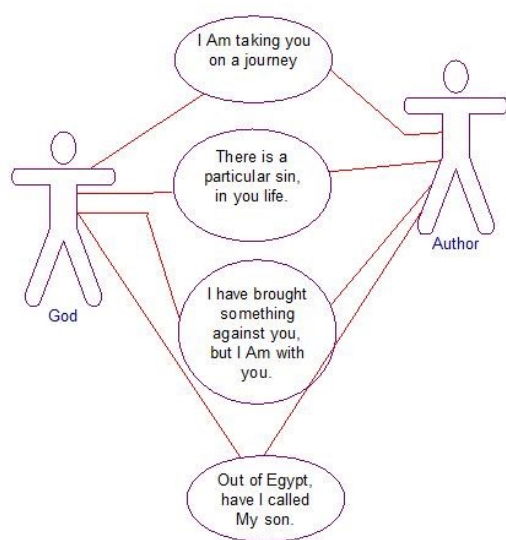 I Am taking you
on a journey
There is a
particular sin,
in you life.
Author
God
I have brought
something
against you,
but I Am with
you.
Out of Egypt,
have I called
My son.